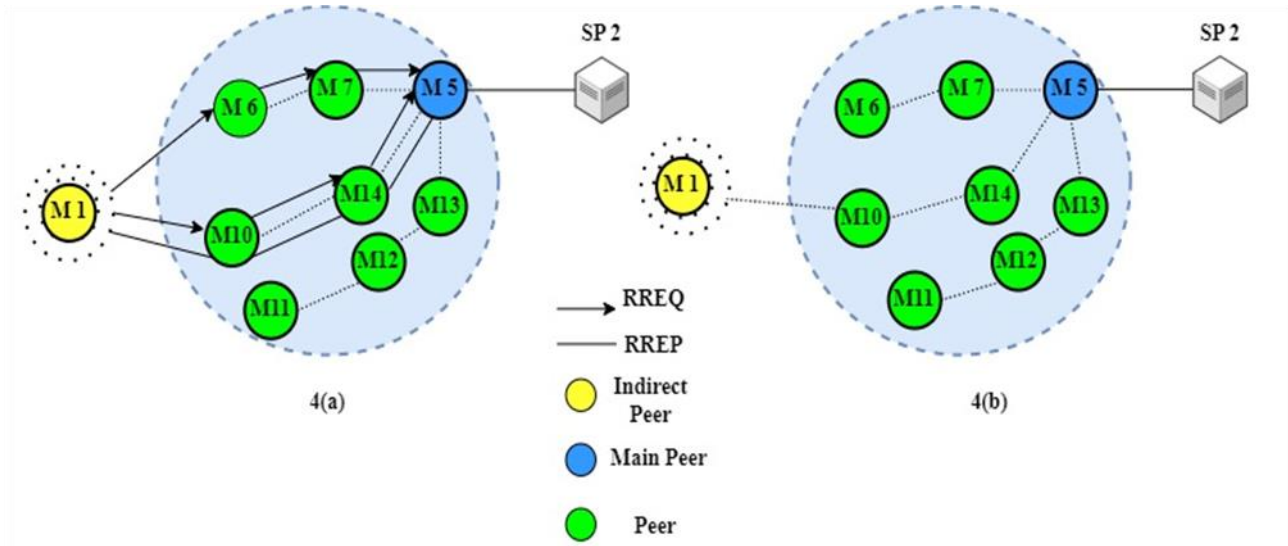 SP 2
SP 2
M 6
M 7
M 5
M 6
M 7
M 5
M 1
M14
M13
M10
M12
M11
M 1
M14
M13
M10
M12
M11
RREQ
RREP
Indirect
Peer
Main Peer
Peer
4(a)
4(b)